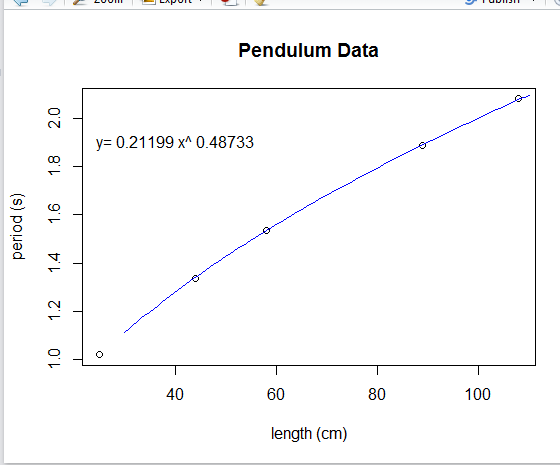 Zoom Export Publish
Pendulum Data
y= 0.21199 x^ 0.48733
period (s)
1.0 1.2 1.4 1.6 1.8 2.0
40 60 80 100
length (cm)